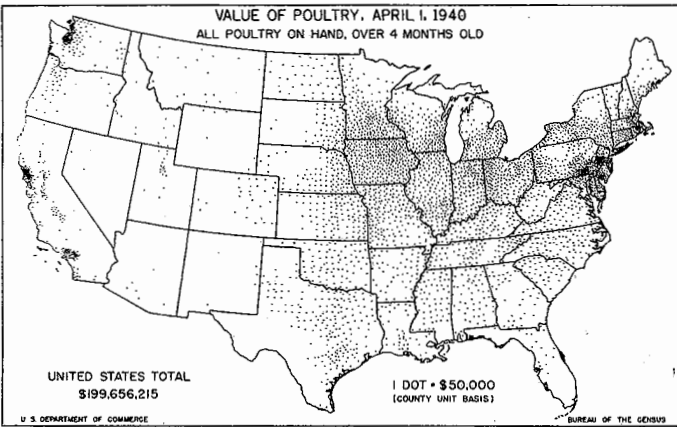 VALUE OF POULTRY, APRIL 1, 1940
ALL POULTRY ON HAND, OVER 4 MONTHS OLD
UNITED STATES TOTAL
$199,656,215
1 DOT = $50,000
(COUNTY UNIT BASIS)
U S. DEPARTMENT OF COMMERCE
BUREAU OF THE CENSUS